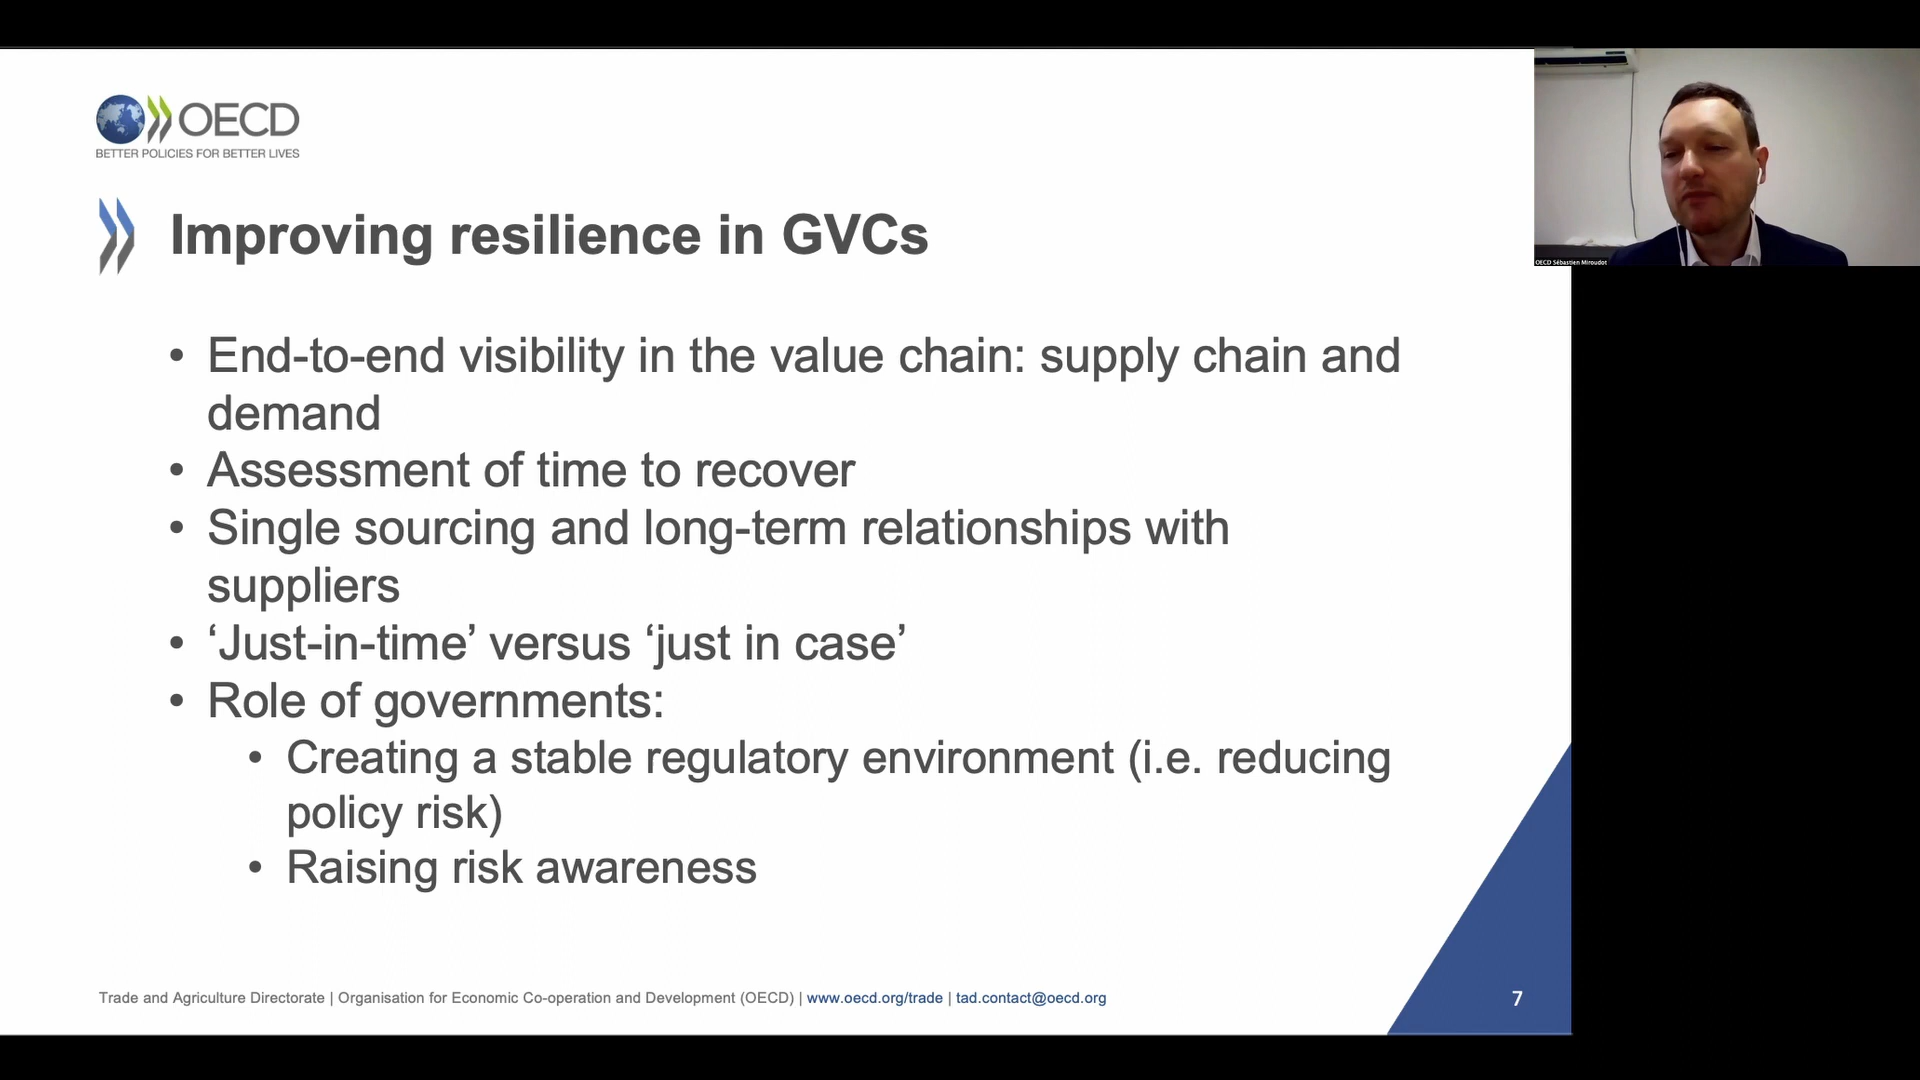 OECD
BETTER POLICIES FOR BETTER LIVES
OECD Sébastien Miroudot
Improving resilience in GVCs
• End-to-end visibility in the value chain: supply chain and
demand
• Assessment of time to recover
• Single sourcing and long-term relationships with
suppliers
• ‘Just-in-time’ versus ‘just in case’
• Role of governments:
• Creating a stable regulatory environment (i.e. reducing
policy risk)
• Raising risk awareness
Trade and Agriculture Directorate | Organisation for Economic Co-operation and Development (OECD) | www.oecd.org/trade | tad.contact@oecd.org
7